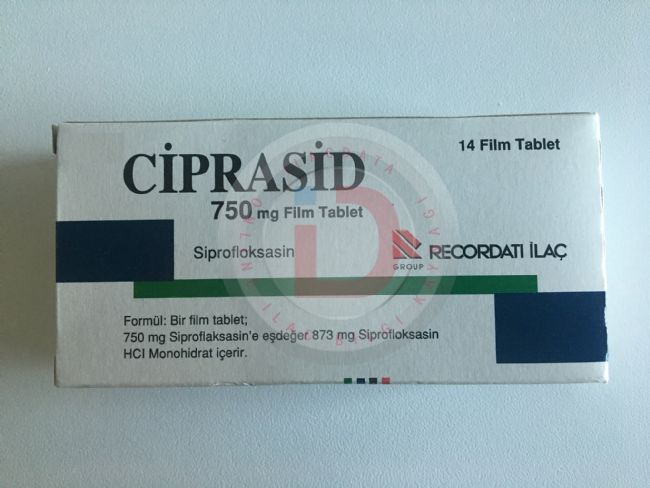 14 Film Tablet
CİPRASİD
750 mg Film Tablet
Siprofloksasin
GROUP
RECORDATI İLAÇ
Formül: Bir film tablet;
750 mg Siproflaksasin'e eşdeğer 873 mg Siprofloksasin
HCI Monohidrat içerir.